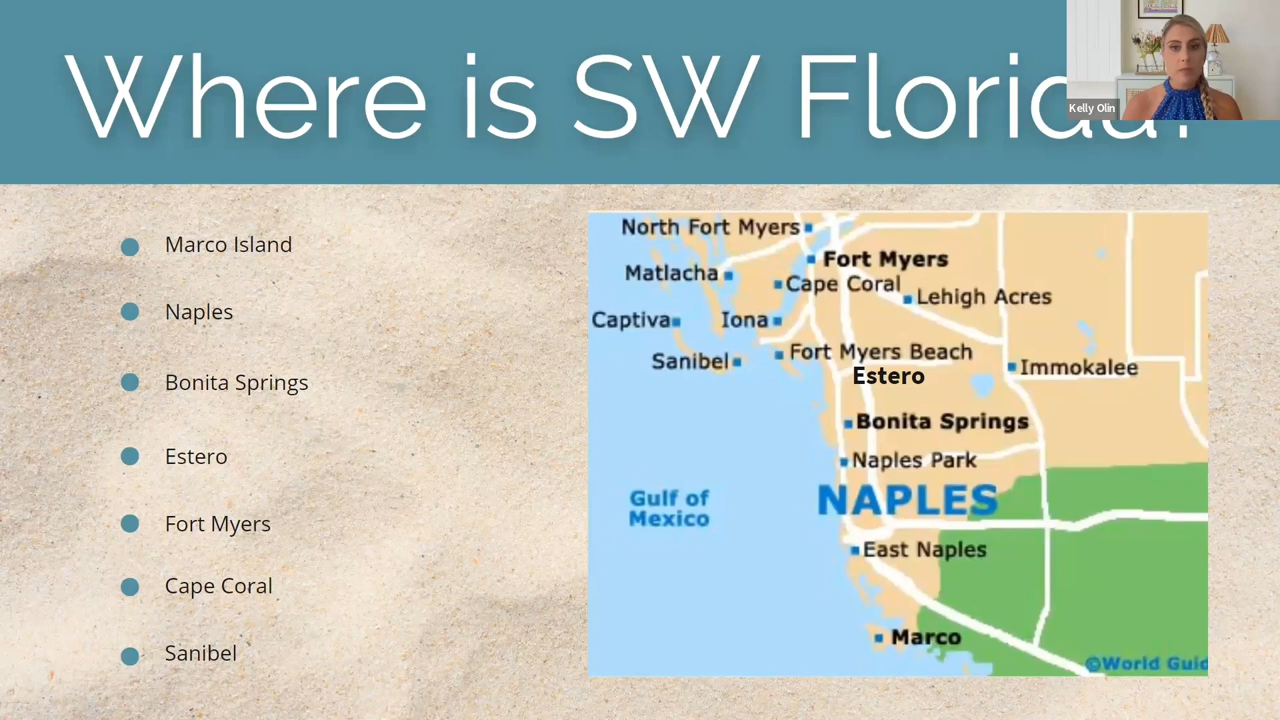 Where is SW Florida?
Kelly Olin
Marco Island
Naples
Bonita Springs
Estero
Fort Myers
Cape Coral
Sanibel
North Fort Myers
Fort Myers
Matlacha
Cape Coral
Lehigh Acres
Captiva
Iona
Fort Myers Beach
Sanibel
Immokalee
Estero
Bonita Springs
Naples Park
NAPLES
Gulf of
Mexico
East Naples
Marco
©World Guid